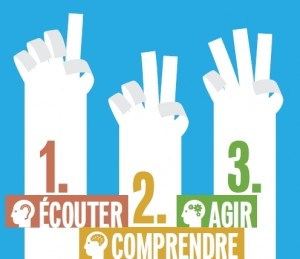 1.
ÉCOUTER
2.
COMPRENDRE
3.
AGIR